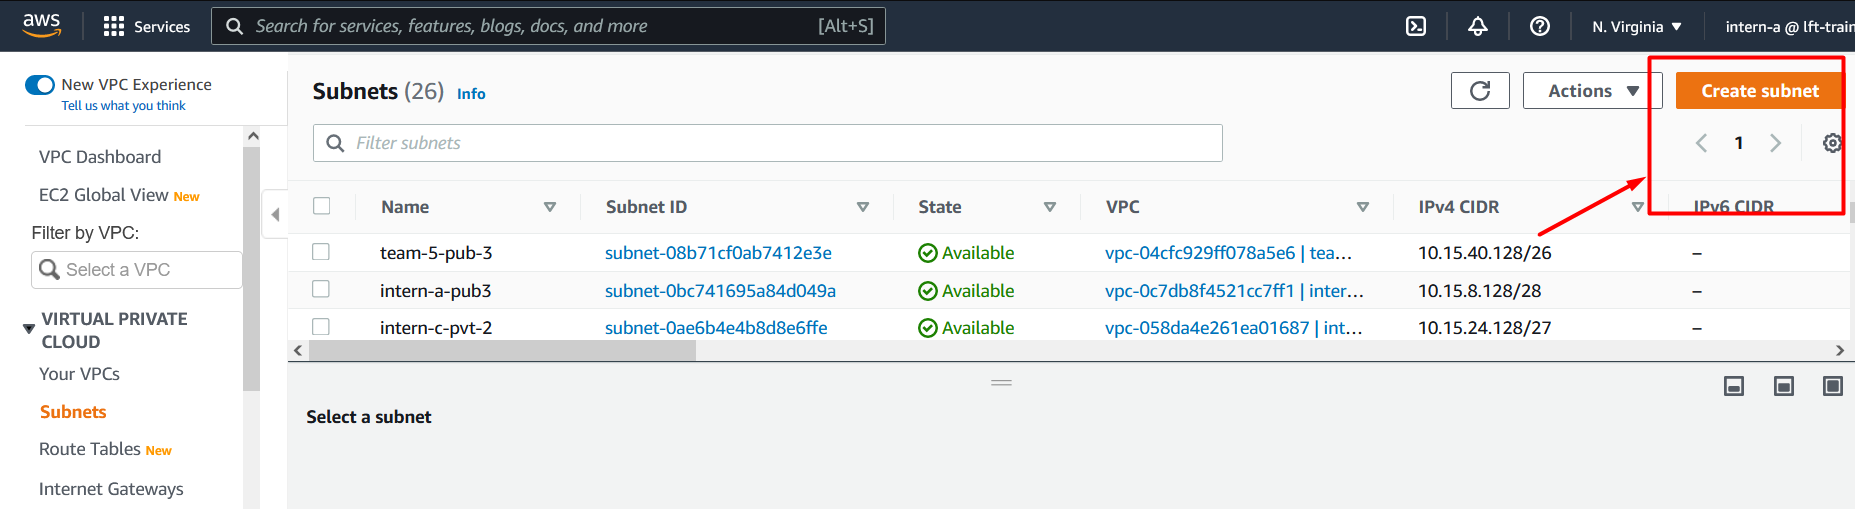 aws Services Search for services, features, blogs, docs, and more [Alt+S] N. Virginia intern-a @ lft-train
New VPC Experience
Tell us what you think
VPC Dashboard
EC2 Global View New
Filter by VPC:
Select a VPC
VIRTUAL PRIVATE
CLOUD
Your VPCs
Subnets
Route Tables New
Internet Gateways
Subnets (26) Info Actions Create subnet
Filter subnets 1
Name Subnet ID State VPC IPv4 CIDR IPv6 CIDR
team-5-pub-3 subnet-08b71cf0ab7412e3e Available vpc-04cfc929ff078a5e6 | tea... 10.15.40.128/26 –
intern-a-pub3 subnet-0bc741695a84d049a Available vpc-0c7db8f4521cc7ff1 | inter... 10.15.8.128/28 –
intern-c-pvt-2 subnet-0ae6b4e4b8d8e6ffe Available vpc-058da4e261ea01687 | int... 10.15.24.128/27 –
Select a subnet